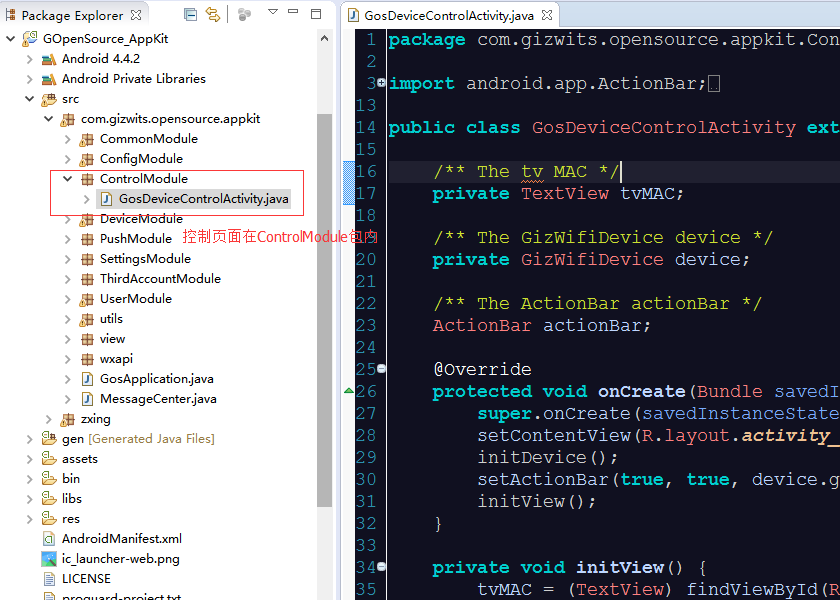 Package Explorer
GOpenSource_AppKit
Android 4.4.2
Android Private Libraries
src
com.gizwits.opensource.appkit
CommonModule
ConfigModule
ControlModule
GosDeviceControlActivity.java
DeviceModule
PushModule 控制页面在ControlModule包内
SettingsModule
ThirdAccountModule
UserModule
utils
view
wxapi
GosApplication.java
MessageCenter.java
zxing
gen [Generated Java Files]
assets
bin
libs
res
AndroidManifest.xml
ic_launcher-web.png
LICENSE
proguard-project.txt
GosDeviceControlActivity.java
1 package com.gizwits.opensource.appkit.Con
2
3 import android.app.ActionBar;
13
14 public class GosDeviceControlActivity ext
15
16 /** The tv MAC */
17 private TextView tvMAC;
18
19 /** The GizWifiDevice device */
20 private GizWifiDevice device;
21
22 /** The ActionBar actionBar */
23 ActionBar actionBar;
24
25 @Override
26 protected void onCreate(Bundle savedI
27 super.onCreate(savedInstanceState
28 setContentView(R.layout.activity_
29 initDevice();
30 setActionBar(true, true, device.g
31 initView();
32 }
33
34 private void initView() {
35 tvMAC = (TextView) findViewById(R